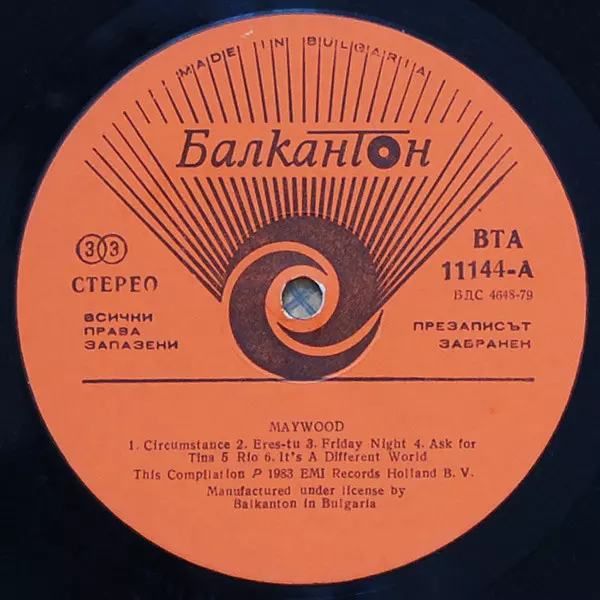 MADE IN BULGARIA
Балкантон
33
СТЕРЕО
ВСИЧКИ
ПРАВА
ЗАПАЗЕНИ
ВТА
11144-А
БДС 4648-79
ПРЕЗАПИСЪТ
ЗАБРАНЕН
MAYWOOD
1. Circumstance 2. Eres-tu 3. Friday Night 4. Ask for
Tina 5 Rio 6. It's A Different World
This Compilation P 1983 EMI Records Holland B. V.
Manufactured under license by
Balkanton in Bulgaria